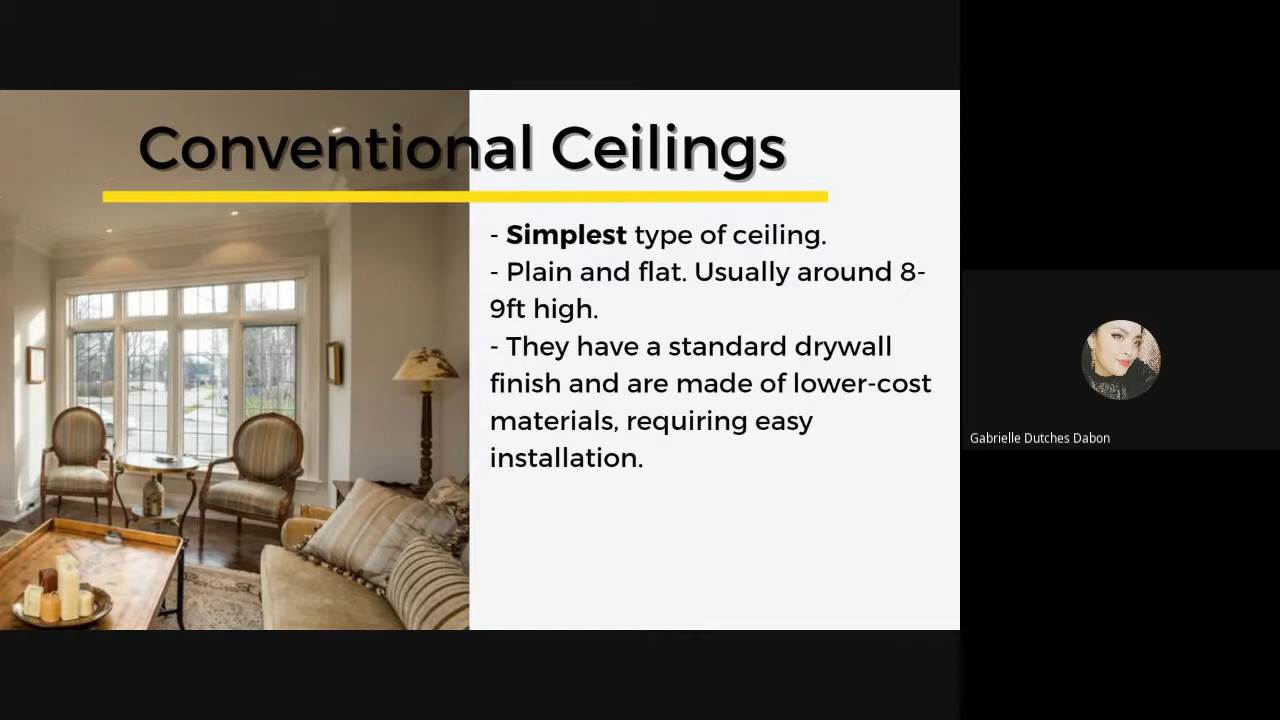 Conventional Ceilings
- Simplest type of ceiling.
- Plain and flat. Usually around 8-
9ft high.
- They have a standard drywall
finish and are made of lower-cost
materials, requiring easy
installation.
Gabrielle Dutches Dabon